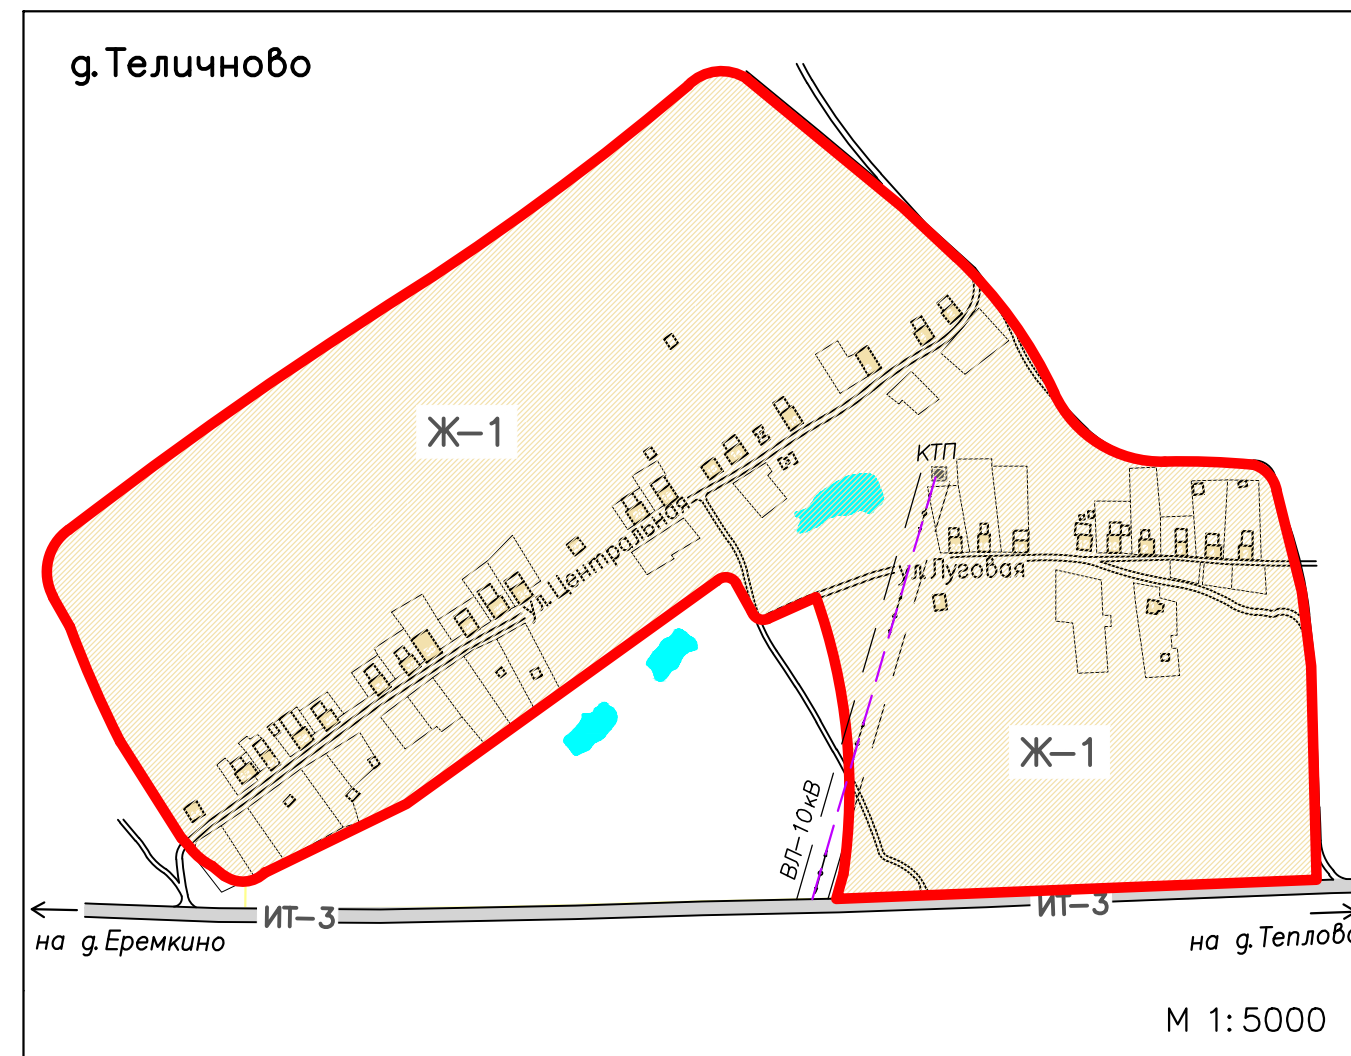 д. Теличново
Ж-1
КТП
ул. Центральная
ул. Луговая
Ж-1
ВЛ-10кВ
ИТ-3
ИТ-3
на д. Еремкино
на д. Теплово
М 1:5000